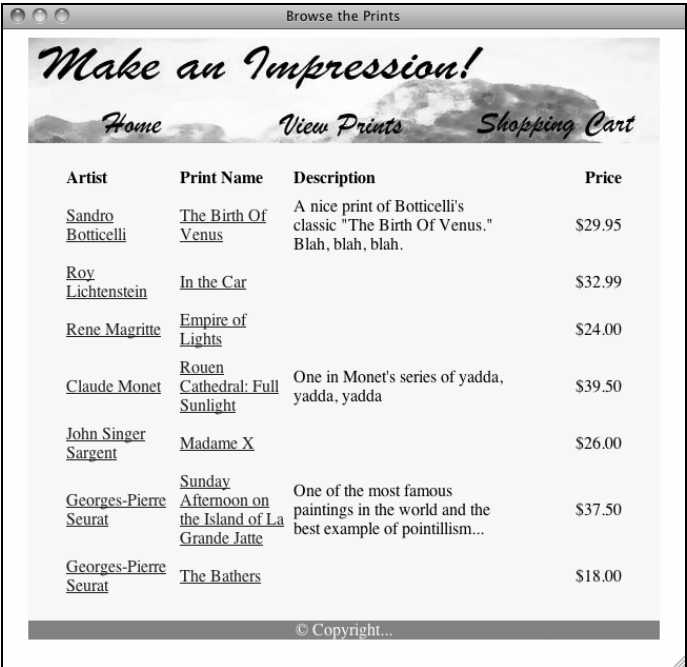 Browse the Prints
Make an Impression!
Home View Prints Shopping Cart
Artist Print Name Description Price
Sandro
Botticelli
The Birth Of
Venus
A nice print of Botticelli's
classic "The Birth Of Venus."
Blah, blah, blah.
$29.95
Roy
Lichtenstein
In the Car
$32.99
Rene Magritte
Empire of
Lights
$24.00
Claude Monet
Rouen
Cathedral: Full
Sunlight
One in Monet's series of yadda,
yadda, yadda
$39.50
John Singer
Sargent
Madame X
$26.00
Georges-Pierre
Seurat
Sunday
Afternoon on
the Island of La
Grande Jatte
One of the most famous
paintings in the world and the
best example of pointillism...
$37.50
Georges-Pierre
Seurat
The Bathers
$18.00
© Copyright...